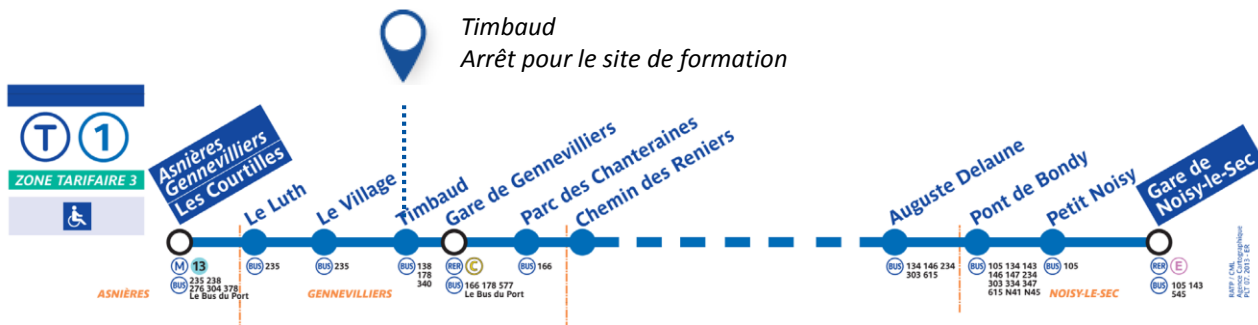 Timbaud
Arrêt pour le site de formation
T 1
ZONE TARIFAIRE 3
Asnières
Gennevilliers
Les Courtilles
Le Luth
Le Village
Timbaud
Gare de Gennevilliers
Parc des Chanteraines
Chemin des Reniers
Auguste Delaune
Pont de Bondy
Petit Noisy
Gare de
Noisy-le-Sec
M 13
BUS 235 238
276 304 378
Le Bus du Port
BUS 235
BUS 235
BUS 138
178
340
RER C
BUS 166 178 577
Le Bus du Port
BUS 166
BUS 134 146 234
303 615
BUS 105 134 143
146 147 234
303 334 347
615 N41 N45
BUS 105
RER E
BUS 105 143
545
ASNIÈRES
GENNEVILLIERS
NOISY-LE-SEC
RATP / CML
Agence Cartographique